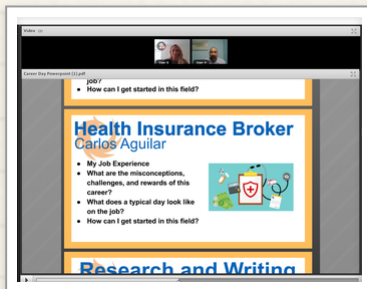 Video
Career Day Powerpoint (1).pdf
job?
● How can I get started in this field?
Health Insurance Broker
Carlos Aguilar
● My Job Experience
● What are the misconceptions,
challenges, and rewards of this
career?
● What does a typical day look like
on the job?
● How can I get started in this field?
Research and Writing